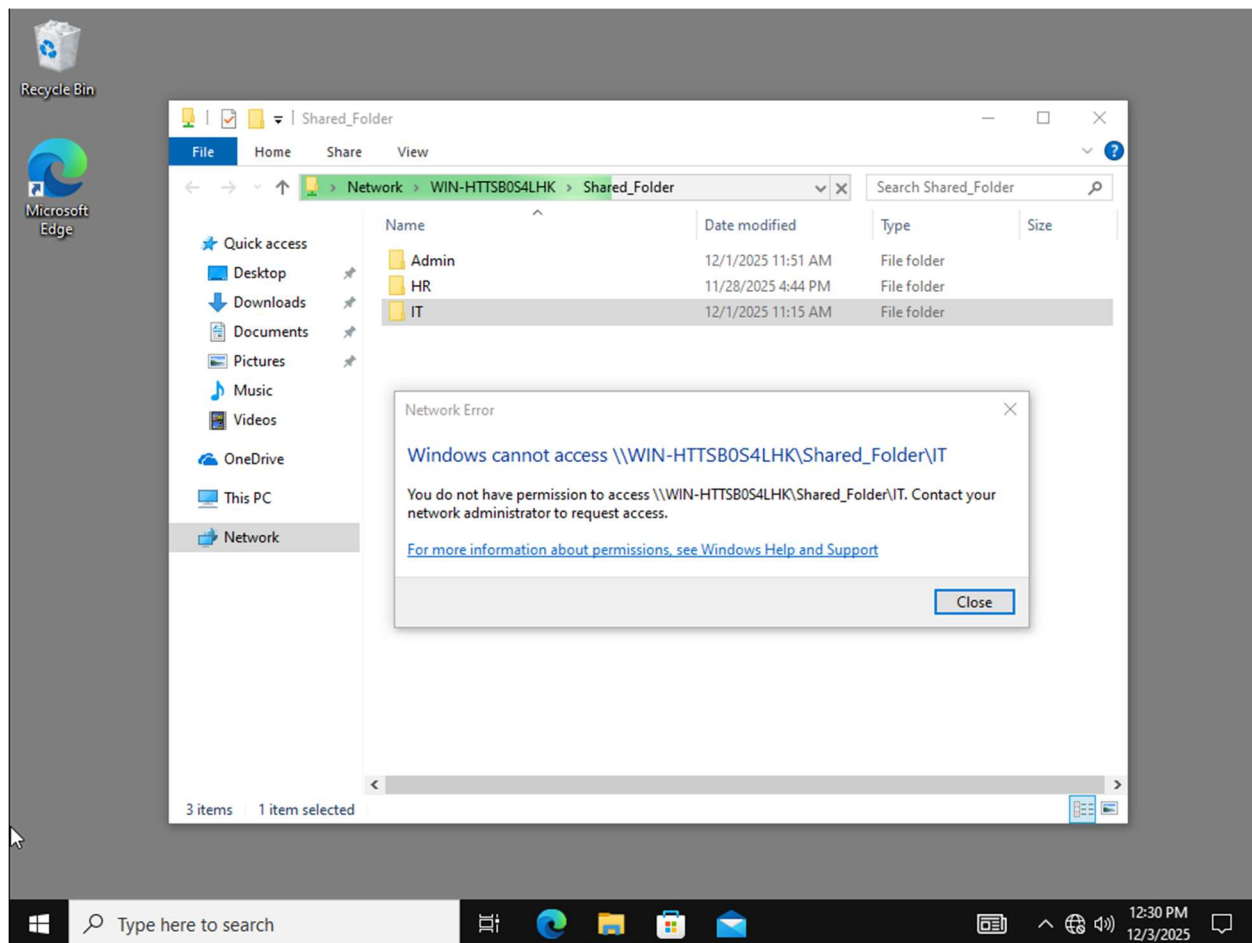 Recycle Bin
Microsoft
Edge
Shared_Folder
File Home Share View
Network > WIN-HTTSB0S4LHK > Shared_Folder
Search Shared_Folder
Name Date modified Type Size
Quick access
Desktop
Downloads
Documents
Pictures
Music
Videos
OneDrive
This PC
Network
Admin 12/1/2025 11:51 AM File folder
HR 11/28/2025 4:44 PM File folder
IT 12/1/2025 11:15 AM File folder
Network Error
Windows cannot access \\WIN-HTTSB0S4LHK\Shared_Folder\IT
You do not have permission to access \\WIN-HTTSB0S4LHK\Shared_Folder\IT. Contact your
network administrator to request access.
For more information about permissions, see Windows Help and Support
Close
3 items 1 item selected
Type here to search
12:30 PM
12/3/2025